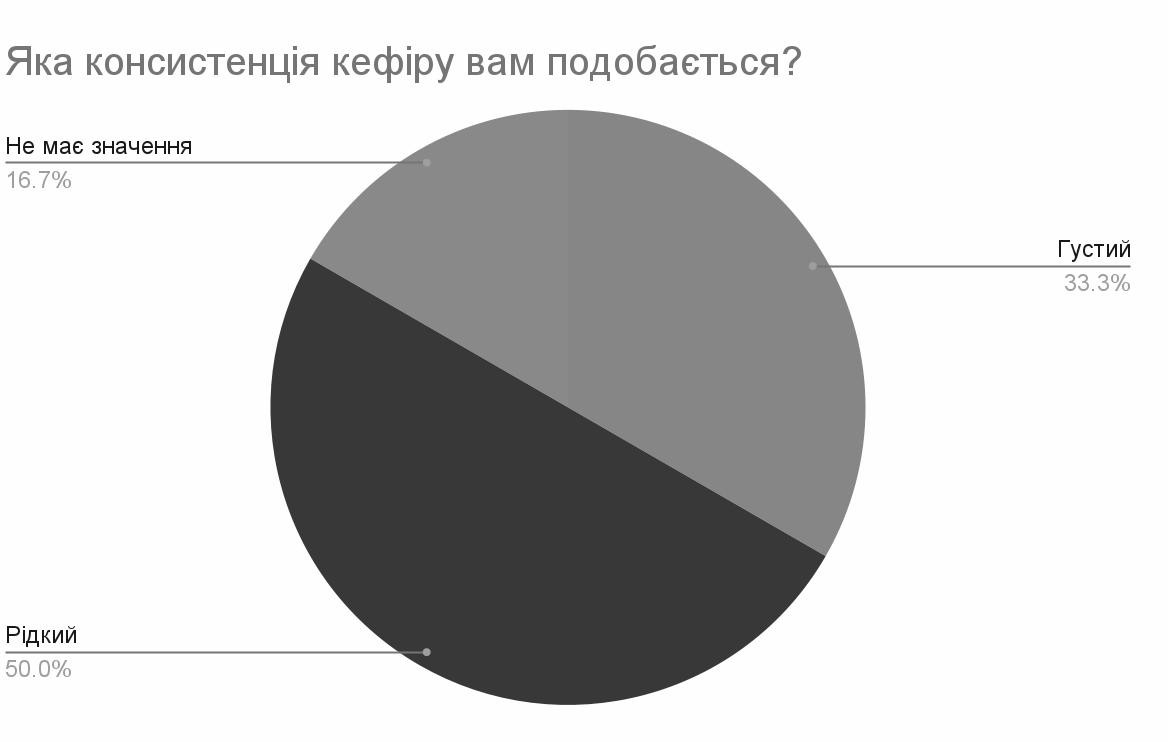 Яка консистенція кефіру вам подобається?
Не має значення
16.7%
Густий
33.3%
Рідкий
50.0%